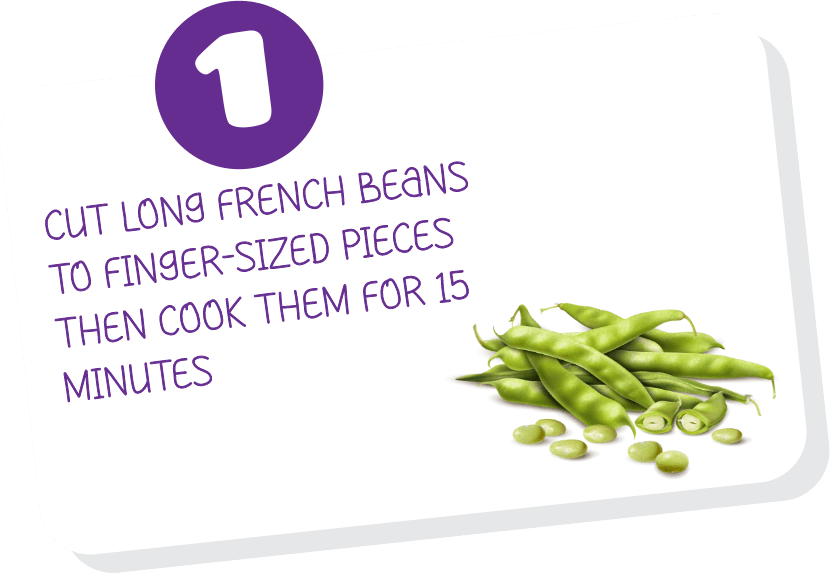 1
CUT LONG FRENCH BEANS
TO FINGER-SIZED PIECES
THEN COOK THEM FOR 15
MINUTES